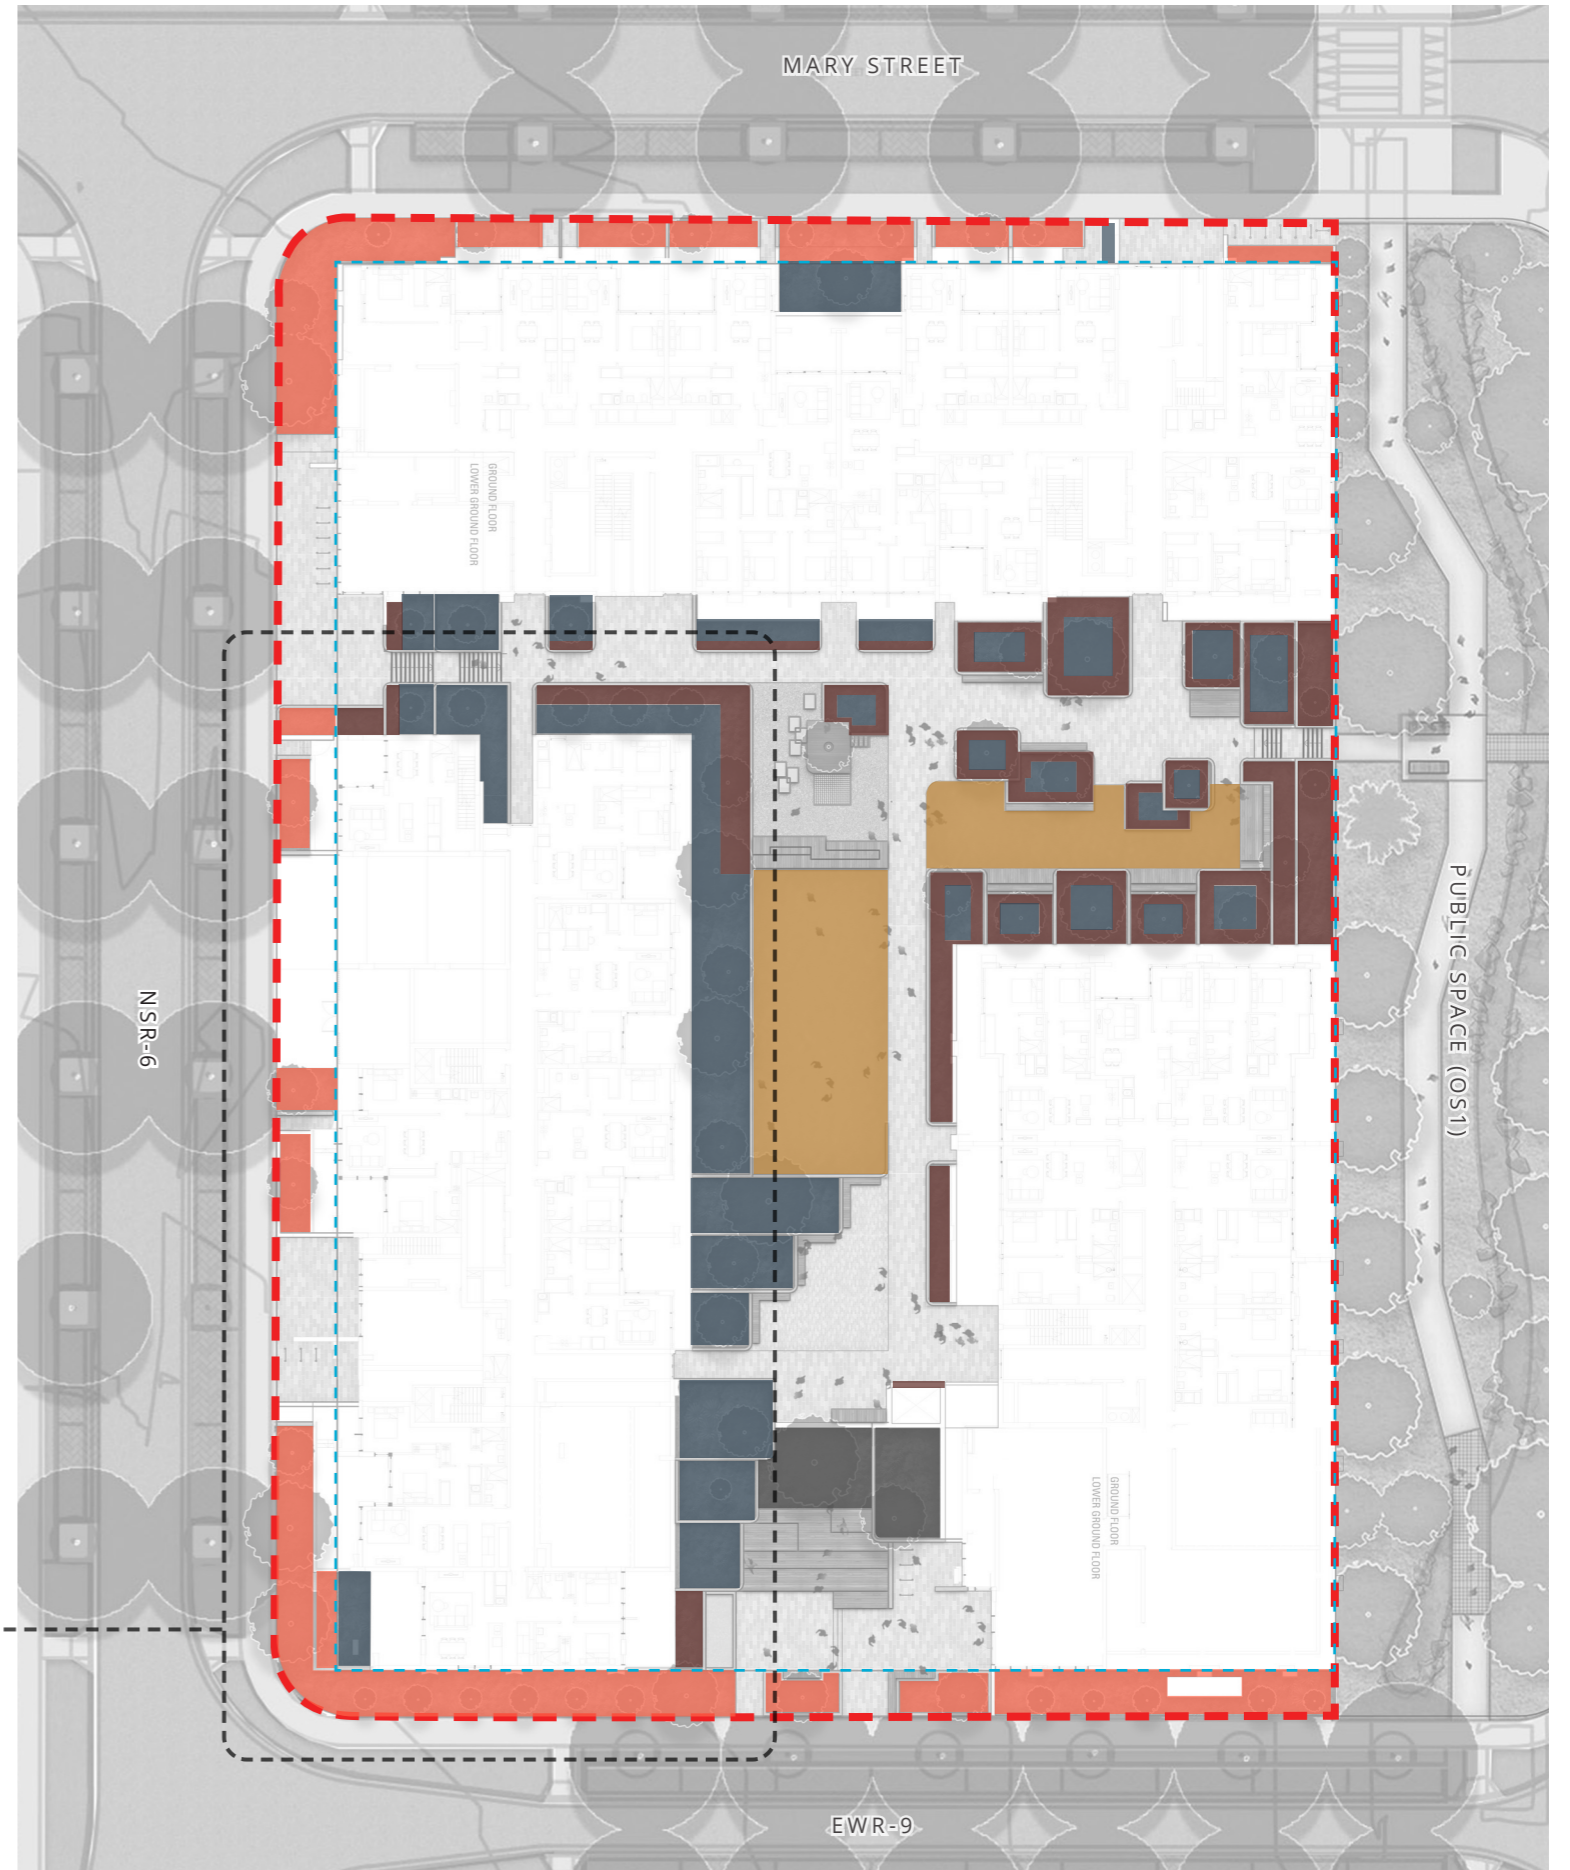 MARY STREET
GROUND FLOOR
LOWER GROUND FLOOR
NSR-6
PUBLIC SPACE (OS1)
GROUND FLOOR
LOWER GROUND FLOOR
EWR-9